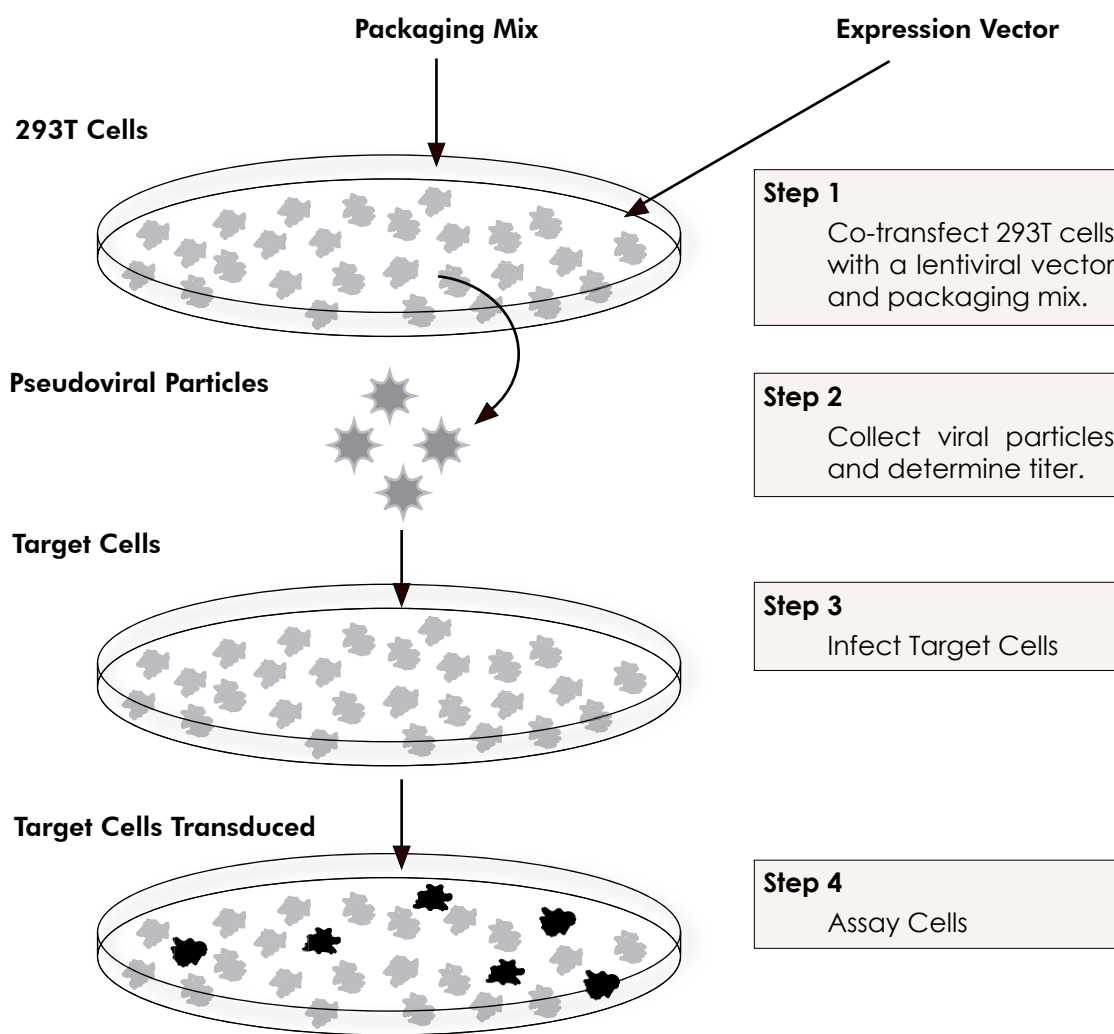 Packaging Mix
Expression Vector
293T Cells
Step 1
Co-transfect 293T cells
with a lentiviral vector
and packaging mix.
Pseudoviral Particles
Step 2
Collect viral particles
and determine titer.
Target Cells
Step 3
Infect Target Cells
Target Cells Transduced
Step 4
Assay Cells